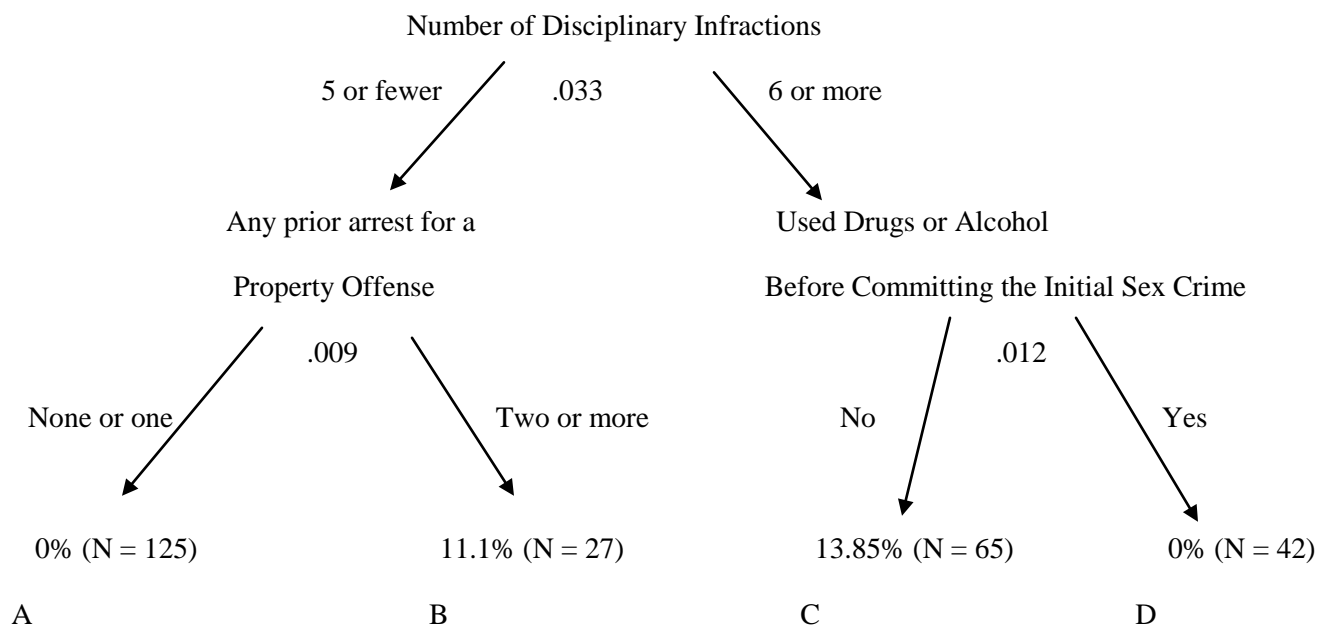 Number of Disciplinary Infractions
5 or fewer .033 6 or more
Any prior arrest for a Used Drugs or Alcohol
Property Offense Before Committing the Initial Sex Crime
.009 .012
None or one Two or more No Yes
0% (N = 125) 11.1% (N = 27) 13.85% (N = 65) 0% (N = 42)
A B C D